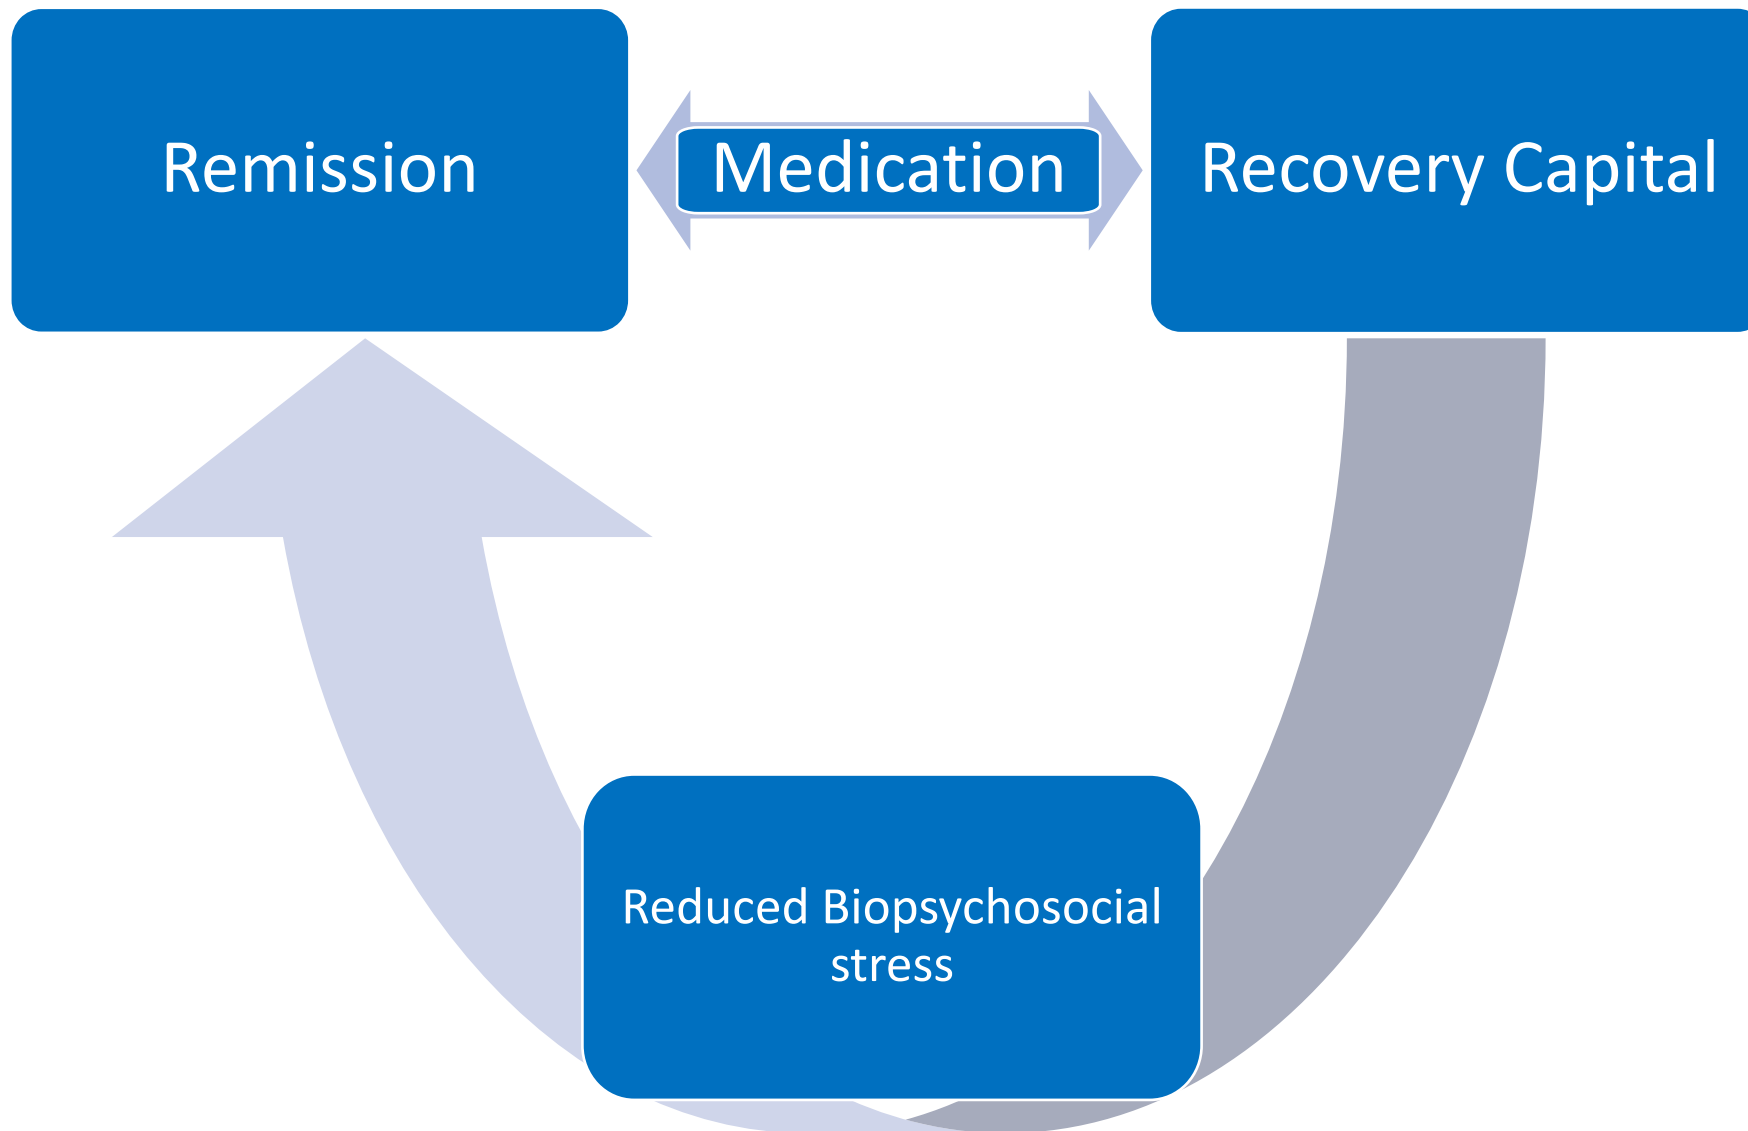 Remission
Medication
Recovery Capital
Reduced Biopsychosocial
stress